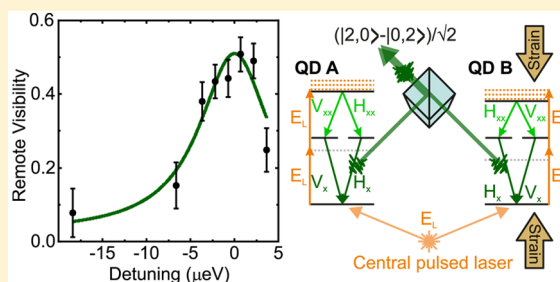 Remote Visibility
0.6
0.4
0.2
0.0
-15
-10
-5
0
5
Detuning (µeV)
(|2,0⟩-|0,2⟩)/√2
QD A
QD B
Strain
E_L
V_xx
H_xx
V_xx
H_xx
E_L
V_x
H_x
H_x
V_x
E_L
Strain
Central pulsed laser